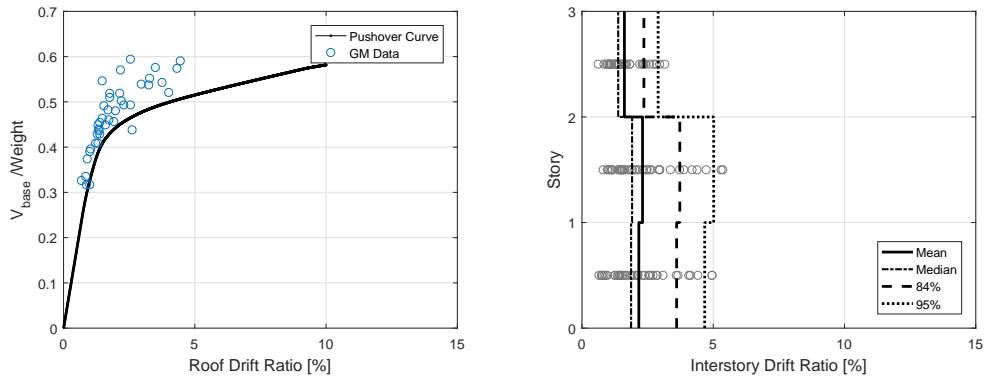 0.7
0.6
0.5
0.4
0.3
0.2
0.1
0
V_base /Weight
0
5
10
15
Roof Drift Ratio [%]
Pushover Curve
GM Data
3
2
1
0
Story
0
5
10
15
Interstory Drift Ratio [%]
Mean
Median
84%
95%